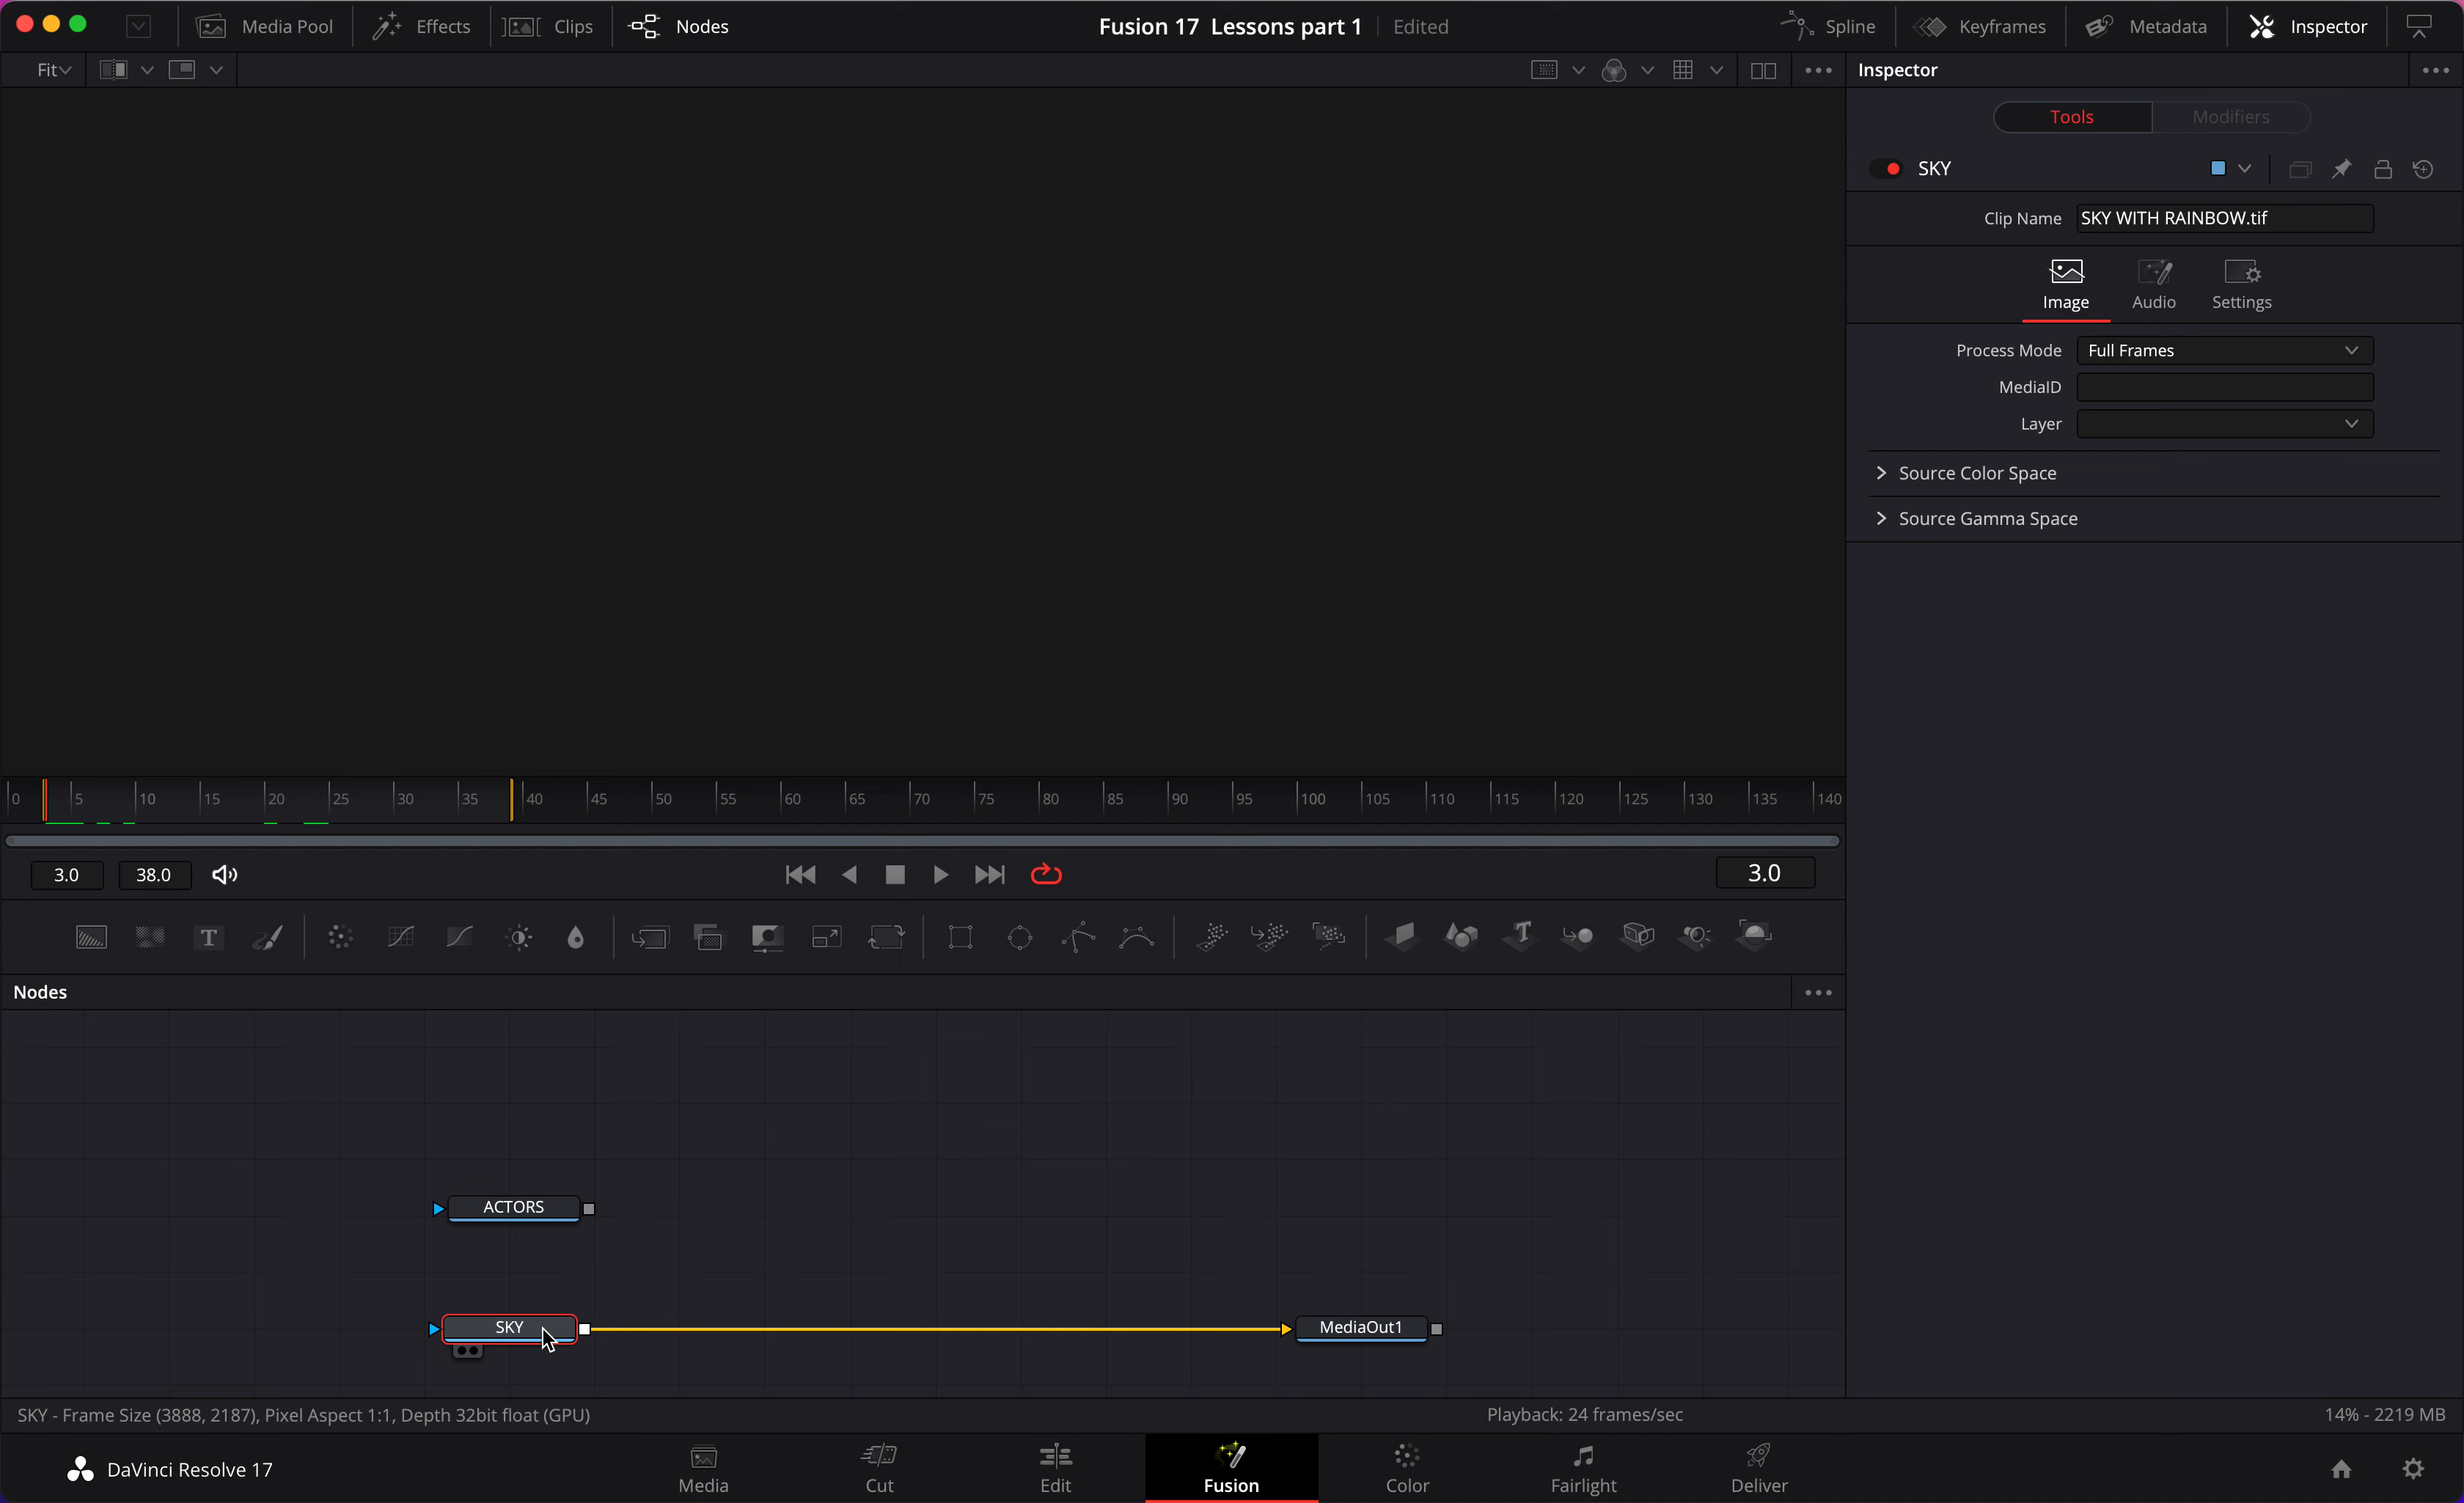 Media Pool Effects Clips Nodes Fusion 17 Lessons part 1 Edited Spline Keyframes Metadata Inspector
Fit Inspector
Tools Modifiers
SKY
Clip Name SKY WITH RAINBOW.tif
Image Audio Settings
Process Mode Full Frames
MediaID
Layer
Source Color Space
Source Gamma Space
0 5 10 15 20 25 30 35 40 45 50 55 60 65 70 75 80 85 90 95 100 105 110 115 120 125 130 135 140
3.0 38.0 3.0
T
Nodes
ACTORS
SKY MediaOut1
SKY - Frame Size (3888, 2187), Pixel Aspect 1:1, Depth 32bit float (GPU) Playback: 24 frames/sec 14% - 2219 MB
DaVinci Resolve 17 Media Cut Edit Fusion Color Fairlight Deliver